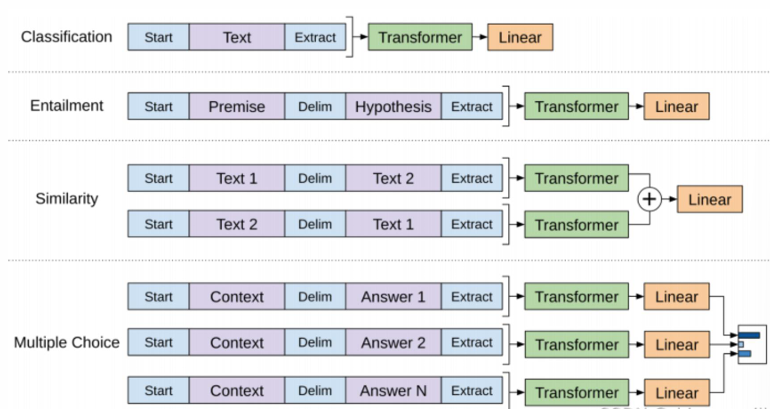 Classification Start Text Extract Transformer Linear
Entailment Start Premise Delim Hypothesis Extract Transformer Linear
Start Text 1 Delim Text 2 Extract Transformer
Similarity + Linear
Start Text 2 Delim Text 1 Extract Transformer
Start Context Delim Answer 1 Extract Transformer Linear
Multiple Choice Start Context Delim Answer 2 Extract Transformer Linear
Start Context Delim Answer N Extract Transformer Linear